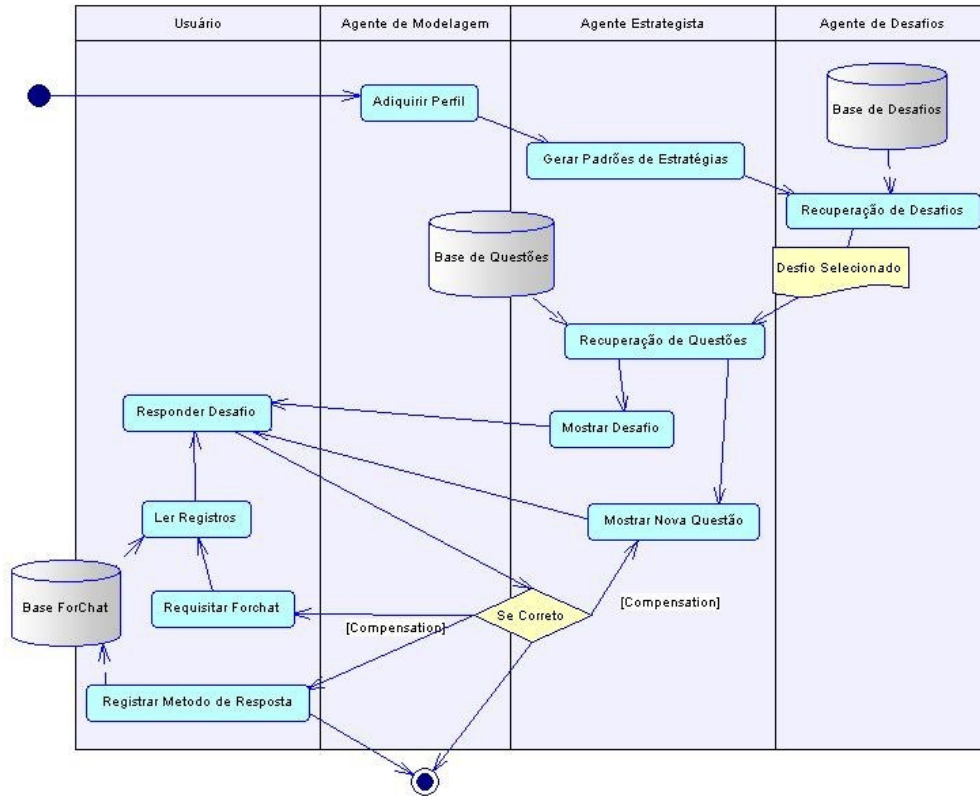 Usuário
Agente de Modelagem
Agente Estrategista
Agente de Desafios
Adiquirir Perfil
Base de Desafios
Gerar Padrões de Estratégias
Recuperação de Desafios
Base de Questões
Desfio Selecionado
Recuperação de Questões
Responder Desafio
Mostrar Desafio
Ler Registros
Mostrar Nova Questão
Base ForChat
Requisitar Forchat
[Compensation]
Se Correto
[Compensation]
Registrar Metodo de Resposta